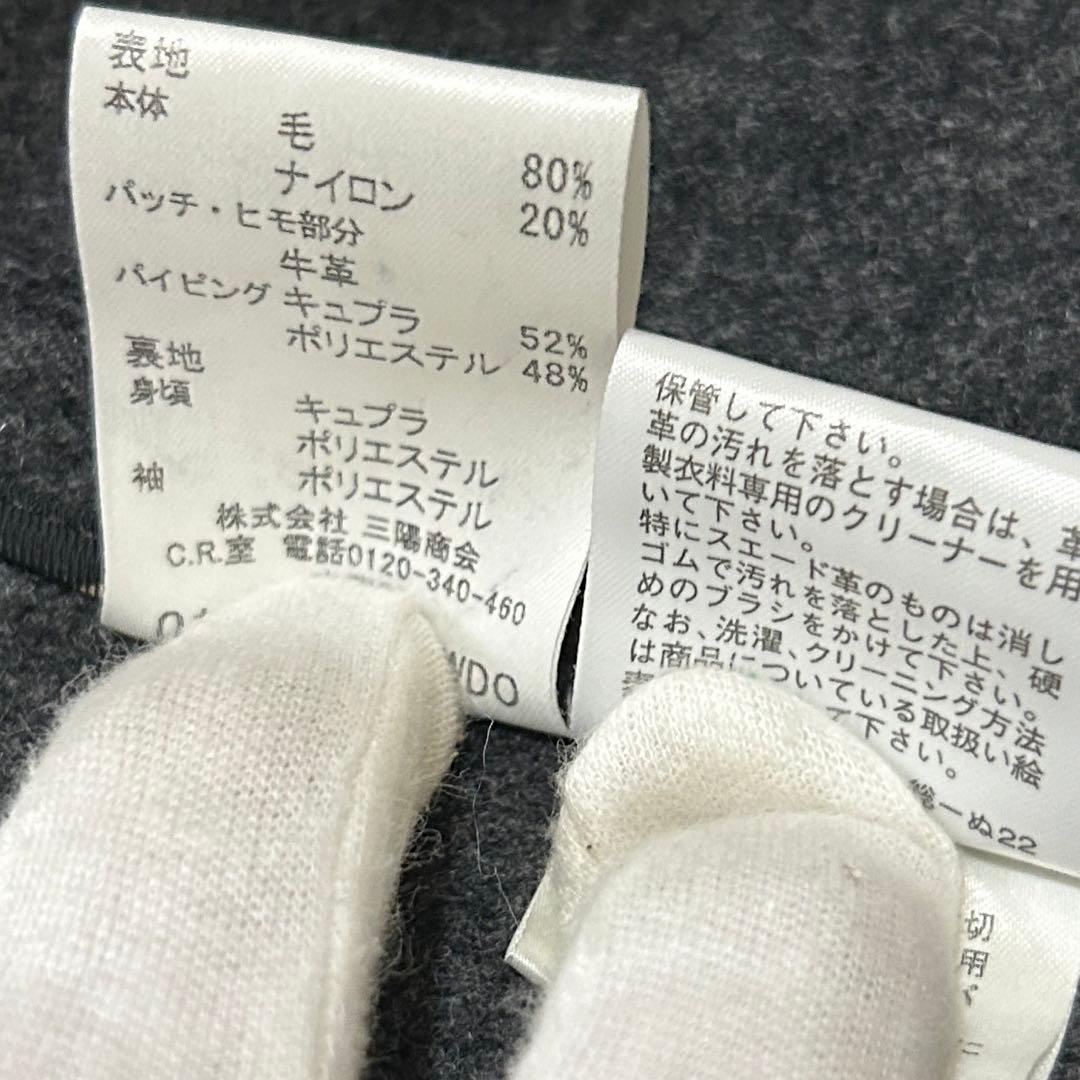 表地
本体
毛 80%
ナイロン 20%
パッチ・ヒモ部分
牛革
パイピング キュプラ 52%
ポリエステル 48%
裏地
身頃
キュプラ
ポリエステル
袖 ポリエステル
株式会社 三陽商会
C.R.室 電話0120-340-460
保管して下さい。
革の汚れを落とす場合は、革
製衣料専用のクリーナーを用
いて下さい。
特にスエード革のものは消し
ゴムで汚れを落とした上、硬
めのブラシをかけて下さい。
なお、洗濯、クリーニング方法
は商品についている取扱い絵
て下さい。
総ーぬ22
切
用